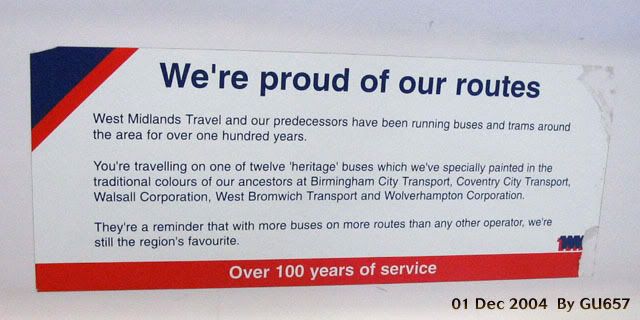 We're proud of our routes
West Midlands Travel and our predecessors have been running buses and trams around
the area for over one hundred years.
You're travelling on one of twelve 'heritage' buses which we've specially painted in the
traditional colours of our ancestors at Birmingham City Transport, Coventry City Transport,
Walsall Corporation, West Bromwich Transport and Wolverhampton Corporation.
They're a reminder that with more buses on more routes than any other operator, we're
still the region's favourite.
Over 100 years of service
01 Dec 2004 By GU657